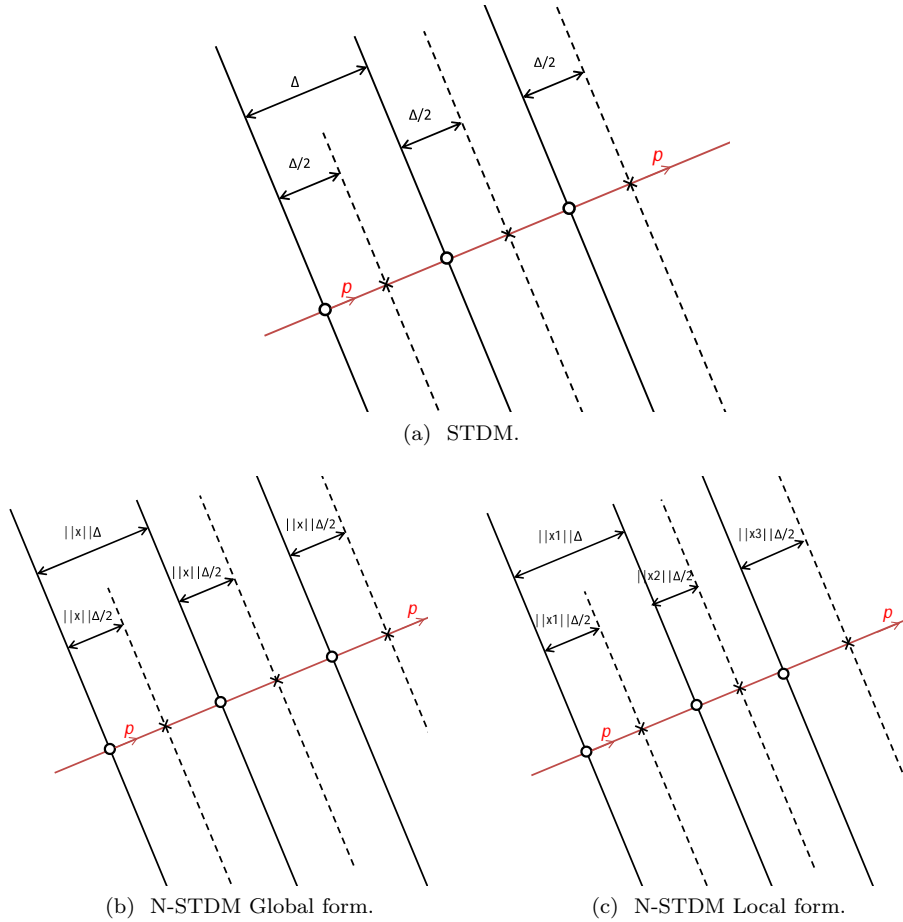 Δ
Δ/2
Δ/2
Δ/2
p
p
(a) STDM.
||x||Δ
||x||Δ/2
||x||Δ/2
||x||Δ/2
p
p
(b) N-STDM Global form.
||x1||Δ
||x1||Δ/2
||x2||Δ/2
||x3||Δ/2
p
p
(c) N-STDM Local form.